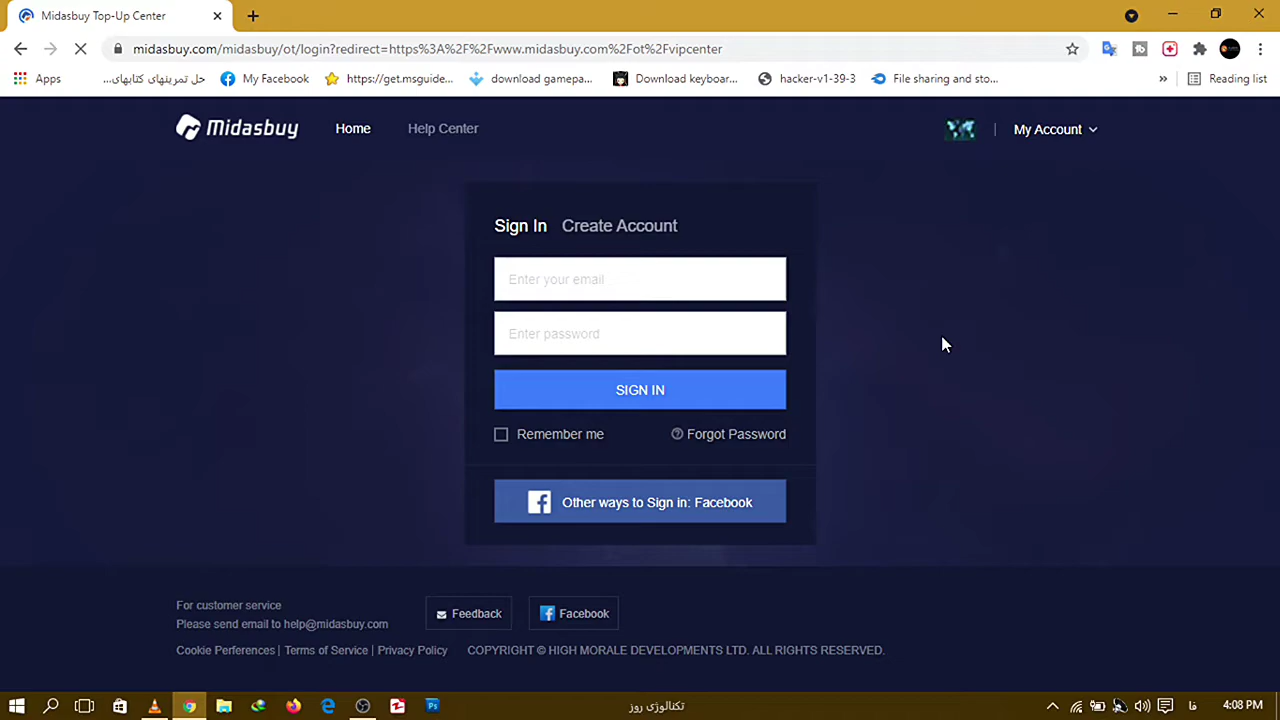 Midasbuy Top-Up Center
midasbuy.com/midasbuy/ot/login?redirect=https%3A%2F%2Fwww.midasbuy.com%2Fot%2Fvipcenter
Apps
حل تمرینهای کتابهای...
My Facebook
https://get.msguide...
download gamepa...
Download keyboar...
hacker-v1-39-3
File sharing and sto...
»
Reading list
Midasbuy
Home
Help Center
My Account
Sign In
Create Account
Enter your email
Enter password
SIGN IN
Remember me
Forgot Password
Other ways to Sign in: Facebook
For customer service
Please send email to help@midasbuy.com
Feedback
Facebook
Cookie Perferences | Terms of Service | Privacy Policy
COPYRIGHT © HIGH MORALE DEVELOPMENTS LTD. ALL RIGHTS RESERVED.
تکنالوژی روز
فا
4:08 PM